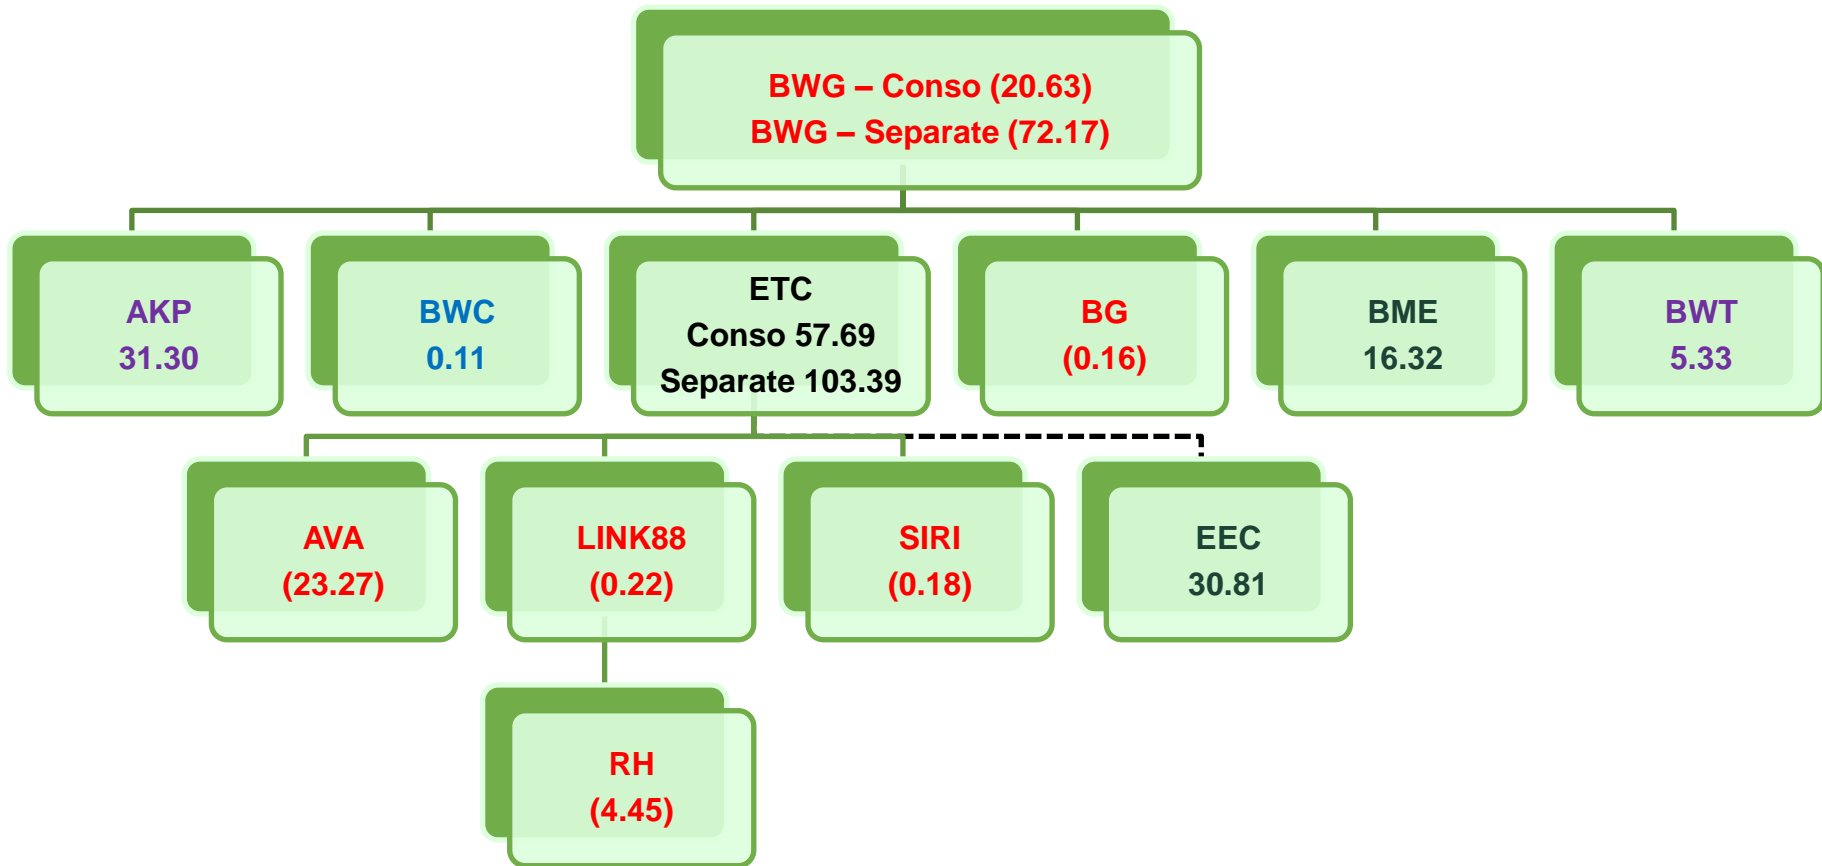 BWG – Conso (20.63)
BWG – Separate (72.17)
AKP
31.30
BWC
0.11
ETC
Conso 57.69
Separate 103.39
BG
(0.16)
BME
16.32
BWT
5.33
AVA
(23.27)
LINK88
(0.22)
SIRI
(0.18)
EEC
30.81
RH
(4.45)